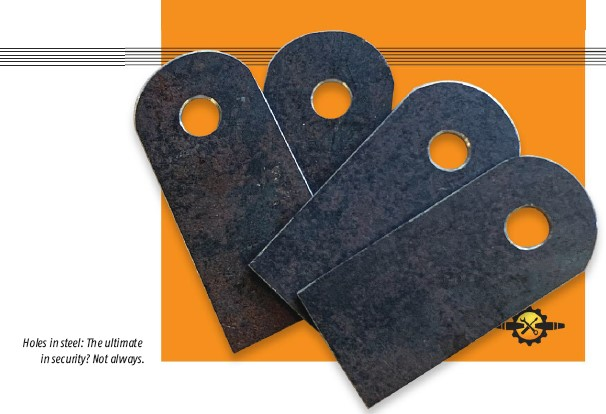 Holes in steel: The ultimate
in security? Not always.